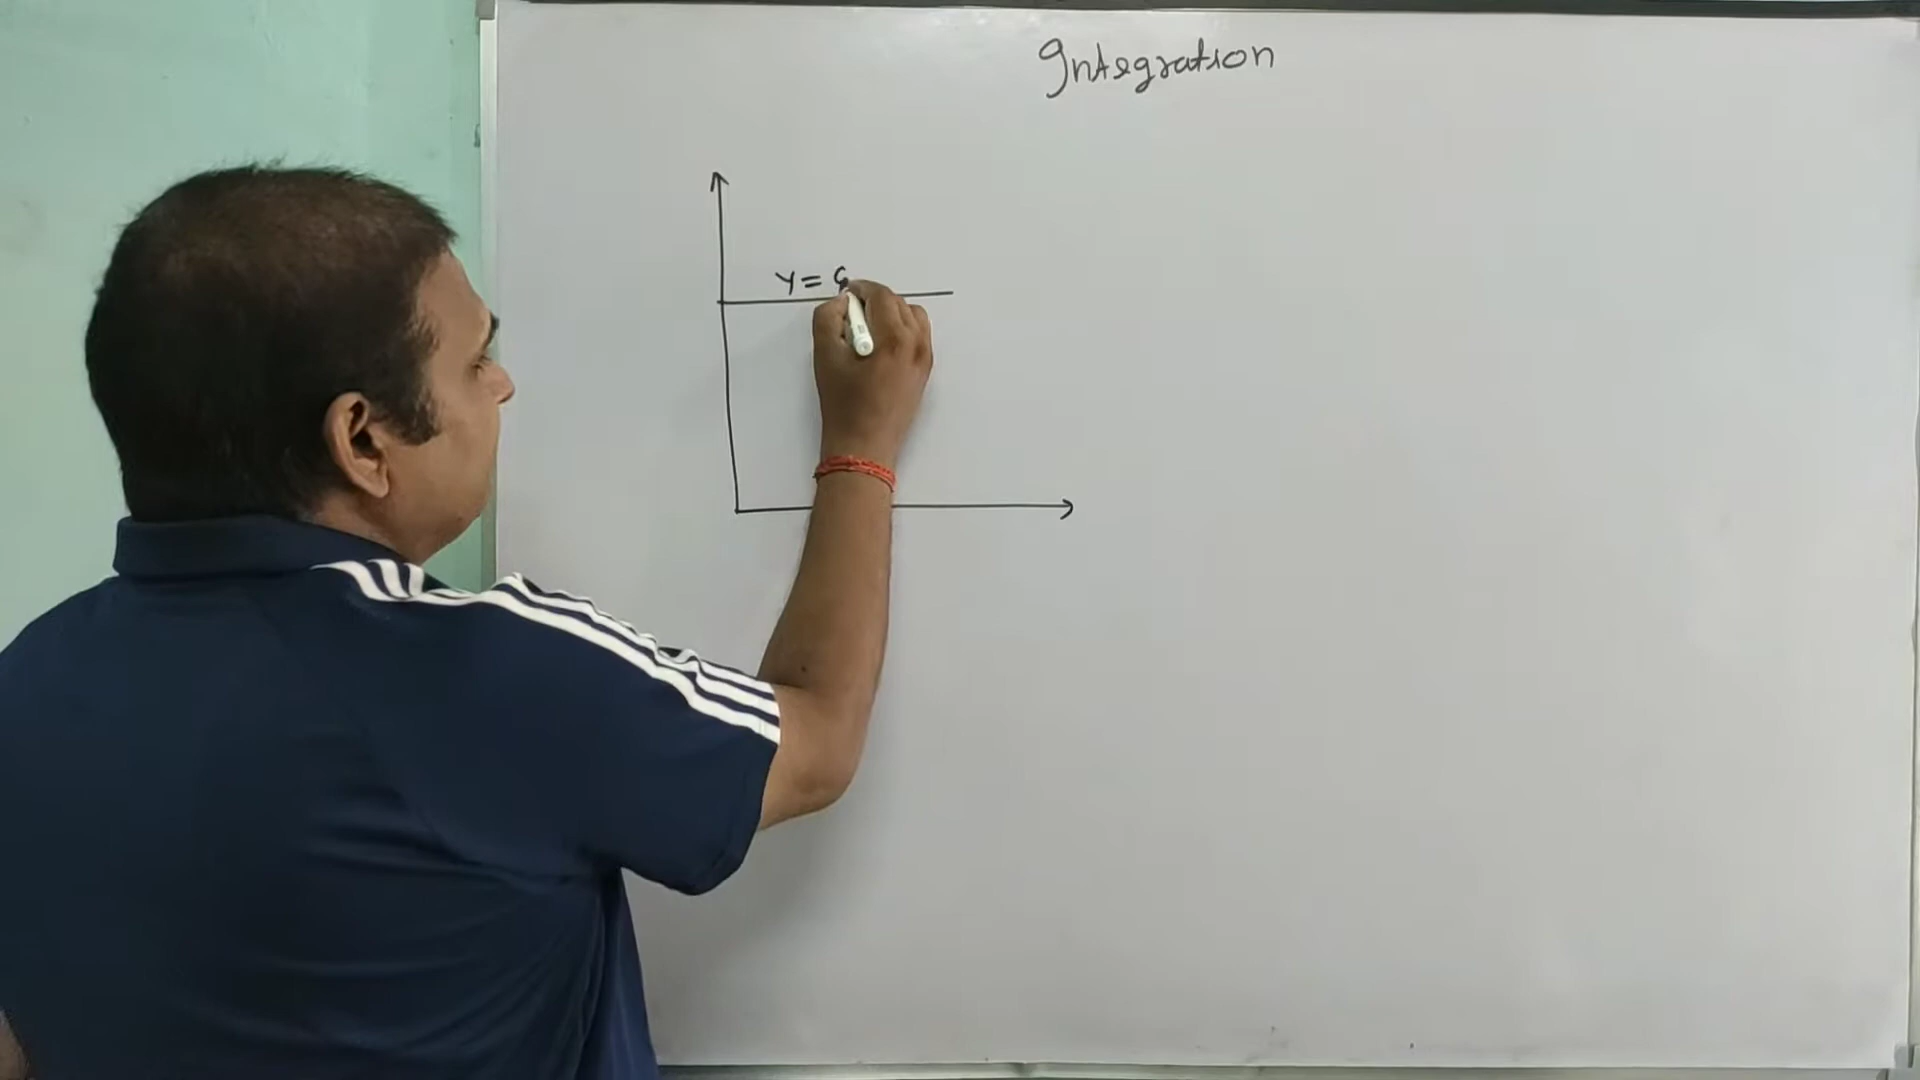 Integration
y =